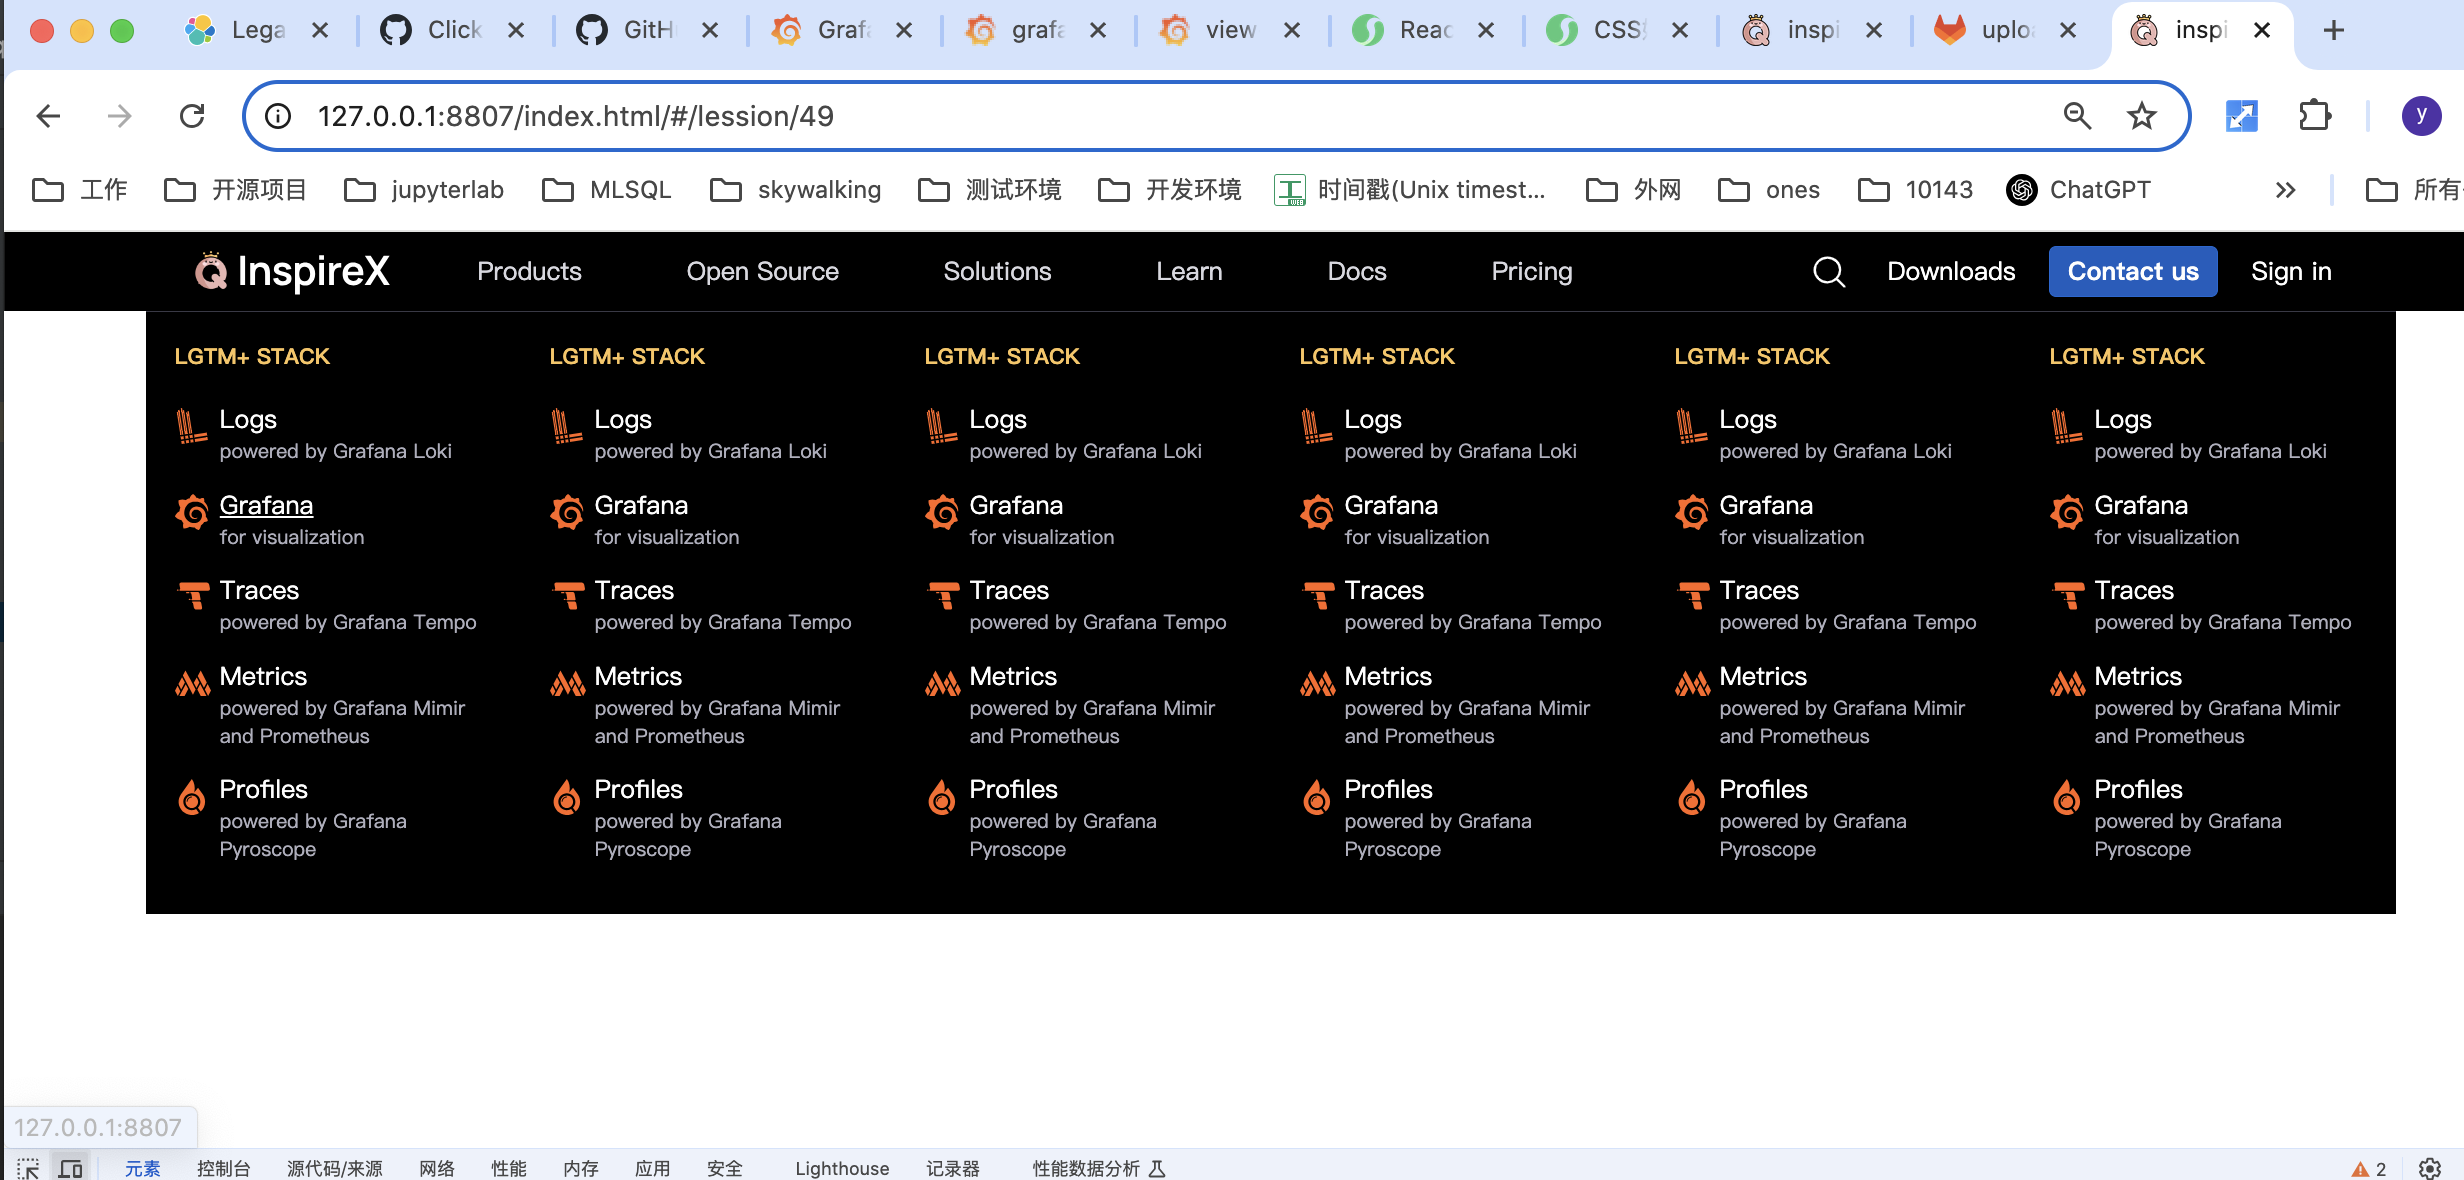 Lega
Click
GitH
Grafa
grafa
view
Reac
CSS
inspi
uploa
inspi
127.0.0.1:8807/index.html/#/lession/49
y
工作
开源项目
jupyterlab
MLSQL
skywalking
测试环境
开发环境
时间戳(Unix timest...
外网
ones
10143
ChatGPT
所有
InspireX Products Open Source Solutions Learn Docs Pricing Downloads Contact us Sign in
LGTM+ STACK LGTM+ STACK LGTM+ STACK LGTM+ STACK LGTM+ STACK LGTM+ STACK
Logs Logs Logs Logs Logs Logs
powered by Grafana Loki powered by Grafana Loki powered by Grafana Loki powered by Grafana Loki powered by Grafana Loki powered by Grafana Loki
Grafana Grafana Grafana Grafana Grafana Grafana
for visualization for visualization for visualization for visualization for visualization for visualization
Traces Traces Traces Traces Traces Traces
powered by Grafana Tempo powered by Grafana Tempo powered by Grafana Tempo powered by Grafana Tempo powered by Grafana Tempo powered by Grafana Tempo
Metrics Metrics Metrics Metrics Metrics Metrics
powered by Grafana Mimir powered by Grafana Mimir powered by Grafana Mimir powered by Grafana Mimir powered by Grafana Mimir powered by Grafana Mimir
and Prometheus and Prometheus and Prometheus and Prometheus and Prometheus and Prometheus
Profiles Profiles Profiles Profiles Profiles Profiles
powered by Grafana powered by Grafana powered by Grafana powered by Grafana powered by Grafana powered by Grafana
Pyroscope Pyroscope Pyroscope Pyroscope Pyroscope Pyroscope
127.0.0.1:8807
元素 控制台 源代码/来源 网络 性能 内存 应用 安全 Lighthouse 记录器 性能数据分析 2